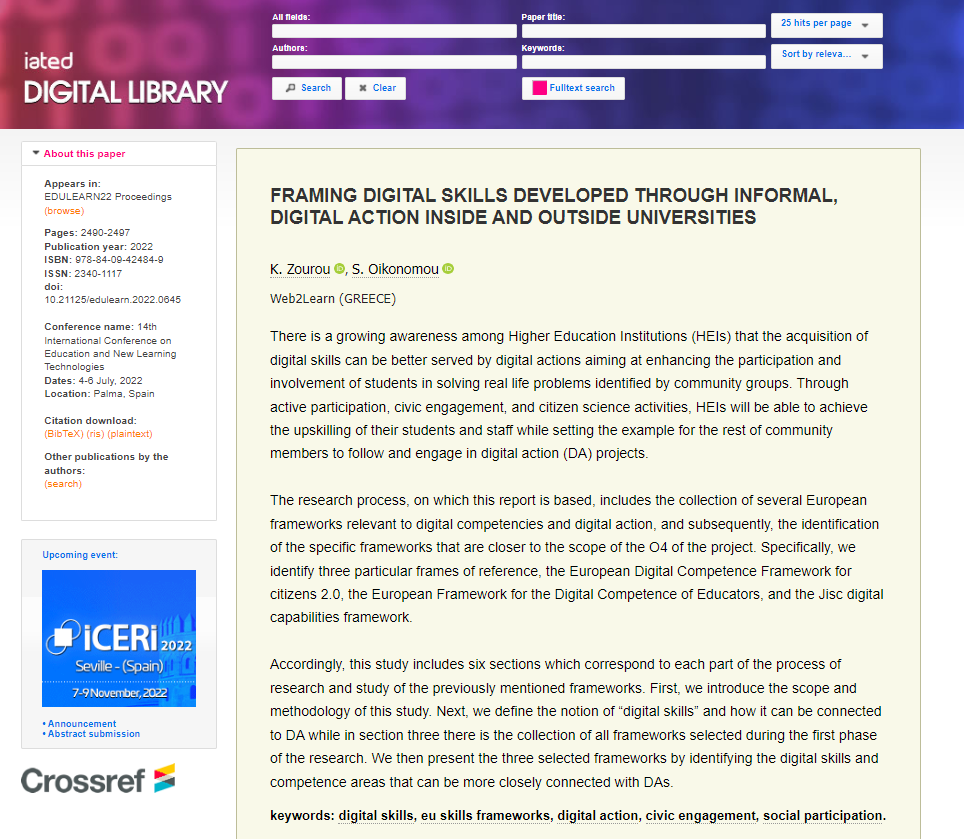 iated
DIGITAL LIBRARY
All fields:
Paper title:
25 hits per page
Authors:
Keywords:
Sort by releva...
Search
Clear
Fulltext search
About this paper
Appears in:
EDULEARN22 Proceedings
(browse)
Pages: 2490-2497
Publication year: 2022
ISBN: 978-84-09-42484-9
ISSN: 2340-1117
doi:
10.21125/edulearn.2022.0645
Conference name: 14th
International Conference on
Education and New Learning
Technologies
Dates: 4-6 July, 2022
Location: Palma, Spain
Citation download:
(BibTeX) (ris) (plaintext)
Other publications by the
authors:
(search)
Upcoming event:
iCERi 2022
Seville - (Spain)
7-9 November, 2022
• Announcement
• Abstract submission
Crossref
FRAMING DIGITAL SKILLS DEVELOPED THROUGH INFORMAL,
DIGITAL ACTION INSIDE AND OUTSIDE UNIVERSITIES
K. Zourou iD, S. Oikonomou iD
Web2Learn (GREECE)
There is a growing awareness among Higher Education Institutions (HEIs) that the acquisition of
digital skills can be better served by digital actions aiming at enhancing the participation and
involvement of students in solving real life problems identified by community groups. Through
active participation, civic engagement, and citizen science activities, HEIs will be able to achieve
the upskilling of their students and staff while setting the example for the rest of community
members to follow and engage in digital action (DA) projects.
The research process, on which this report is based, includes the collection of several European
frameworks relevant to digital competencies and digital action, and subsequently, the identification
of the specific frameworks that are closer to the scope of the O4 of the project. Specifically, we
identify three particular frames of reference, the European Digital Competence Framework for
citizens 2.0, the European Framework for the Digital Competence of Educators, and the Jisc digital
capabilities framework.
Accordingly, this study includes six sections which correspond to each part of the process of
research and study of the previously mentioned frameworks. First, we introduce the scope and
methodology of this study. Next, we define the notion of “digital skills” and how it can be connected
to DA while in section three there is the collection of all frameworks selected during the first phase
of the research. We then present the three selected frameworks by identifying the digital skills and
competence areas that can be more closely connected with DAs.
keywords: digital skills, eu skills frameworks, digital action, civic engagement, social participation.